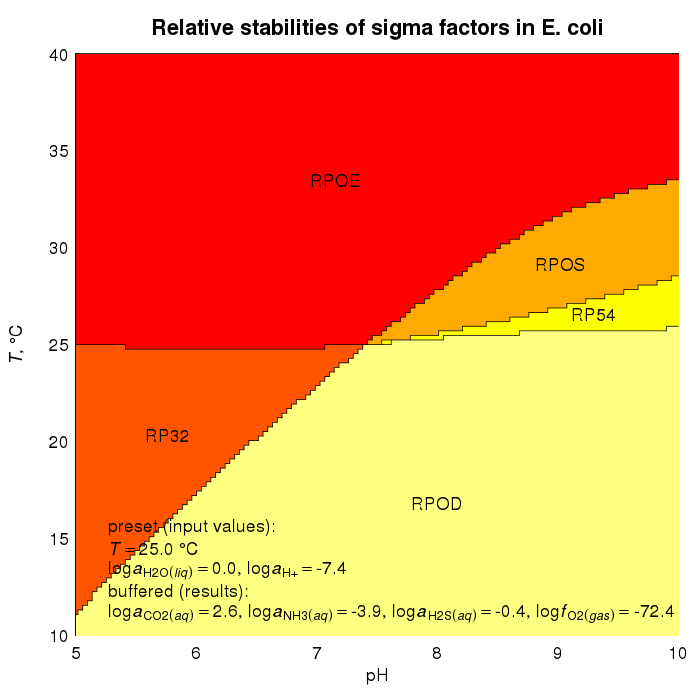 Relative stabilities of sigma factors in E. coli
40
35
30
25
20
15
10
T, °C
RPOE
RPOS
RP54
RP32
RPOD
preset (input values):
T = 25.0 °C
logaH2O(liq) = 0.0, logaH+ = -7.4
buffered (results):
logaCO2(aq) = 2.6, logaNH3(aq) = -3.9, logaH2S(aq) = -0.4, logfO2(gas) = -72.4
5 6 7 8 9 10
pH